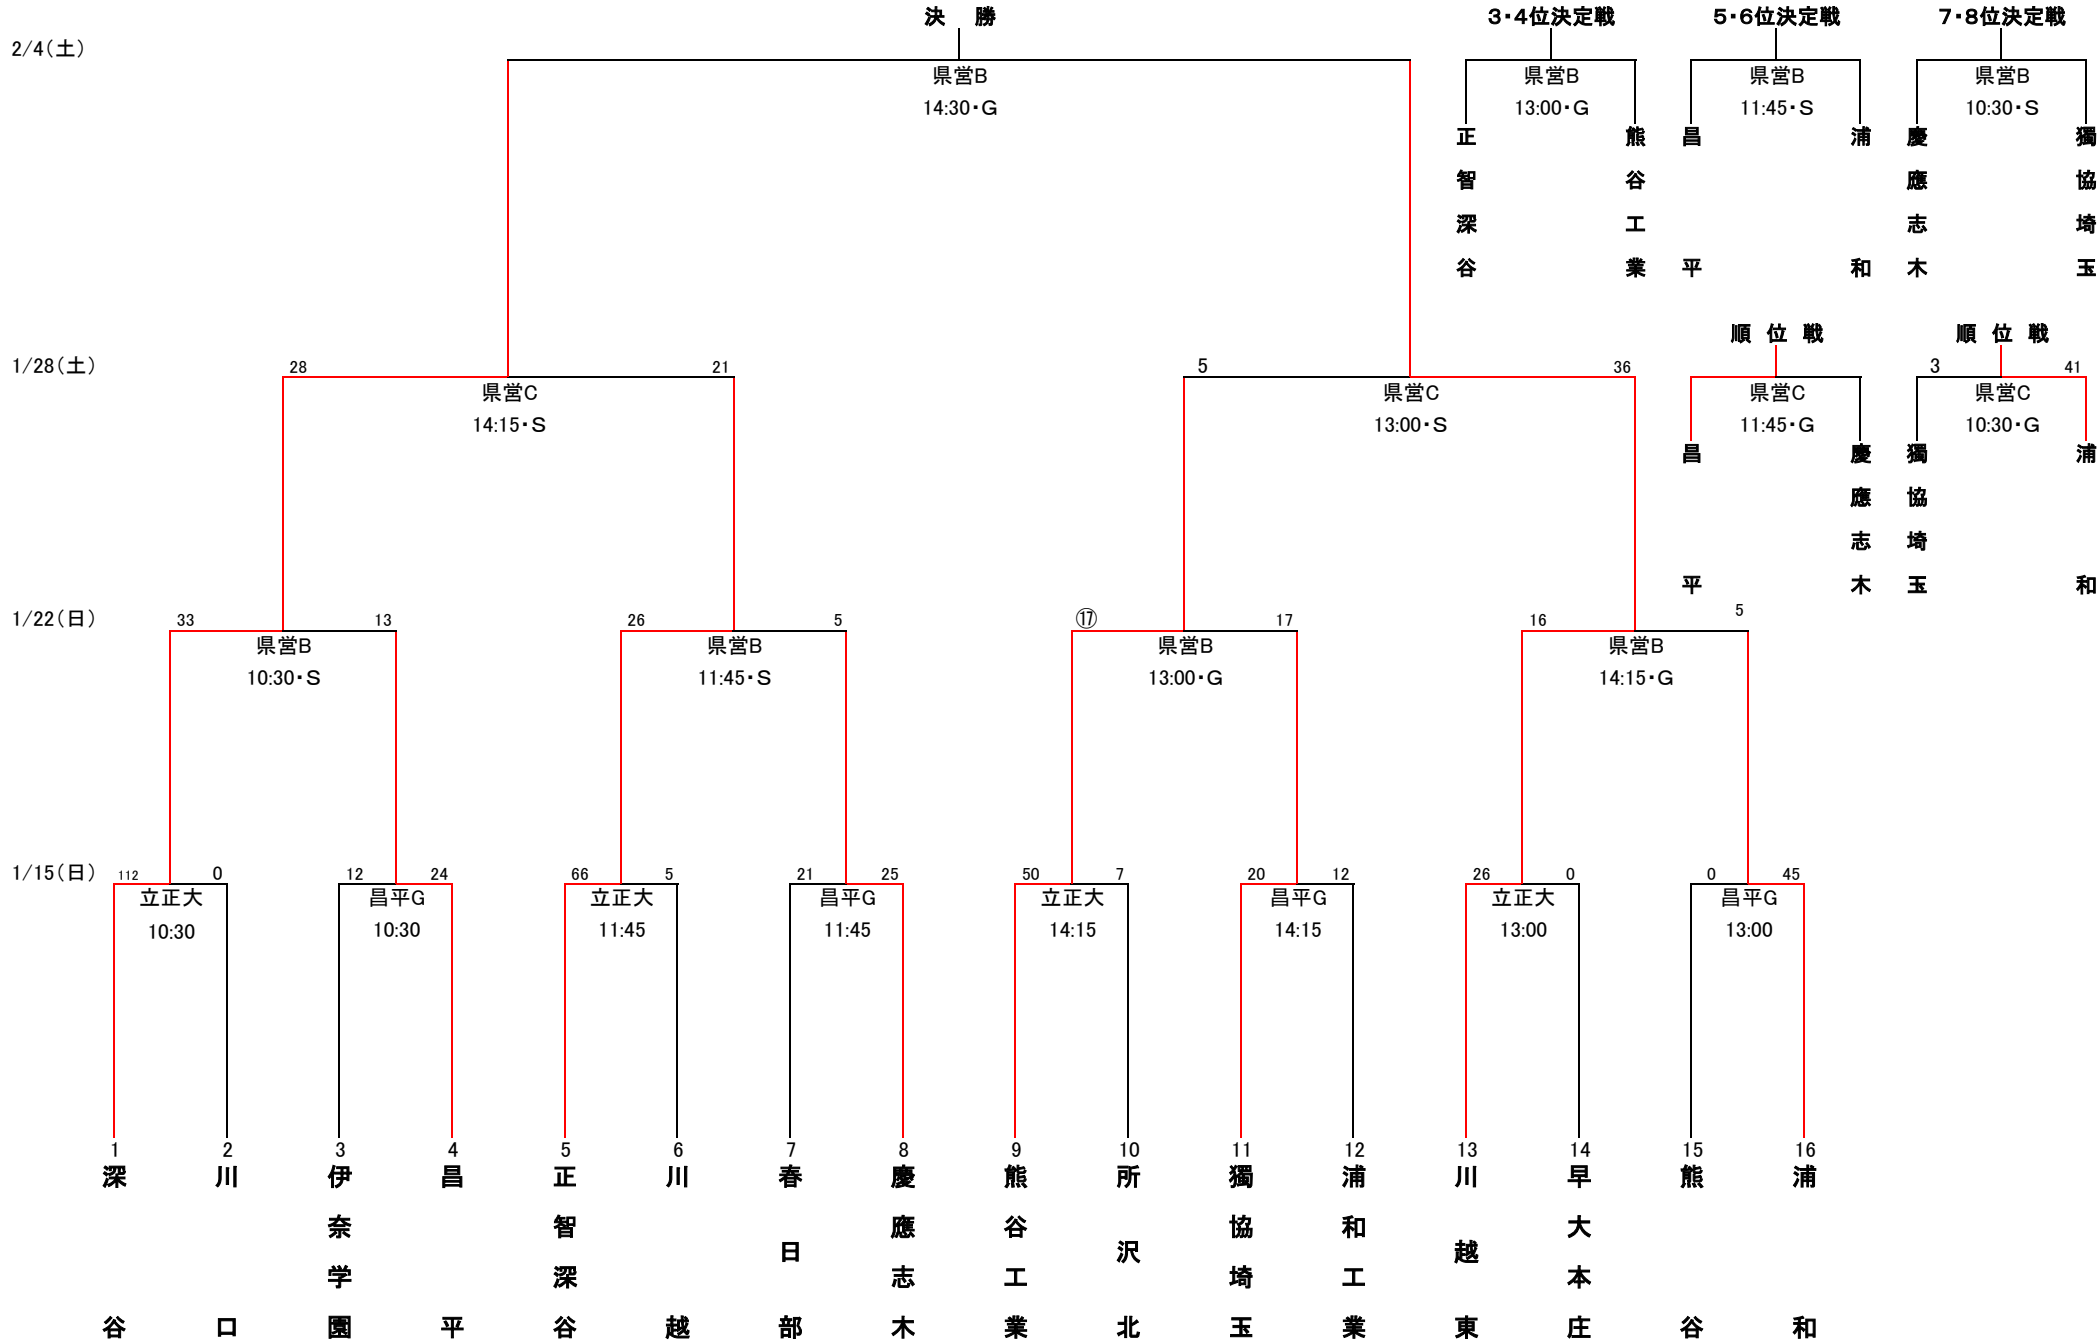 決　勝
3・4位決定戦
5・6位決定戦
7・8位決定戦
2/4(土)
県営B
14:30・G
県営B
13:00・G
県営B
11:45・S
県営B
10:30・S
正智深谷
熊谷工業
昌平
浦和
慶應志木
獨協埼玉
順 位 戦
順 位 戦
1/28(土)
28
21
県営C
14:15・S
5
36
県営C
13:00・S
県営C
11:45・G
3
41
県営C
10:30・G
昌平
慶應志木
獨協埼玉
浦和
1/22(日)
33
13
県営B
10:30・S
26
5
県営B
11:45・S
⑰
17
県営B
13:00・G
16
5
県営B
14:15・G
1/15(日)
112
0
立正大
10:30
12
24
昌平G
10:30
66
5
立正大
11:45
21
25
昌平G
11:45
50
7
立正大
14:15
20
12
昌平G
14:15
26
0
立正大
13:00
0
45
昌平G
13:00
1
深谷
2
川口
3
伊奈学園
4
昌平
5
正智深谷
6
川越
7
春日部
8
慶應志木
9
熊谷工業
10
所沢北
11
獨協埼玉
12
浦和工業
13
川越東
14
早大本庄
15
熊谷
16
浦和